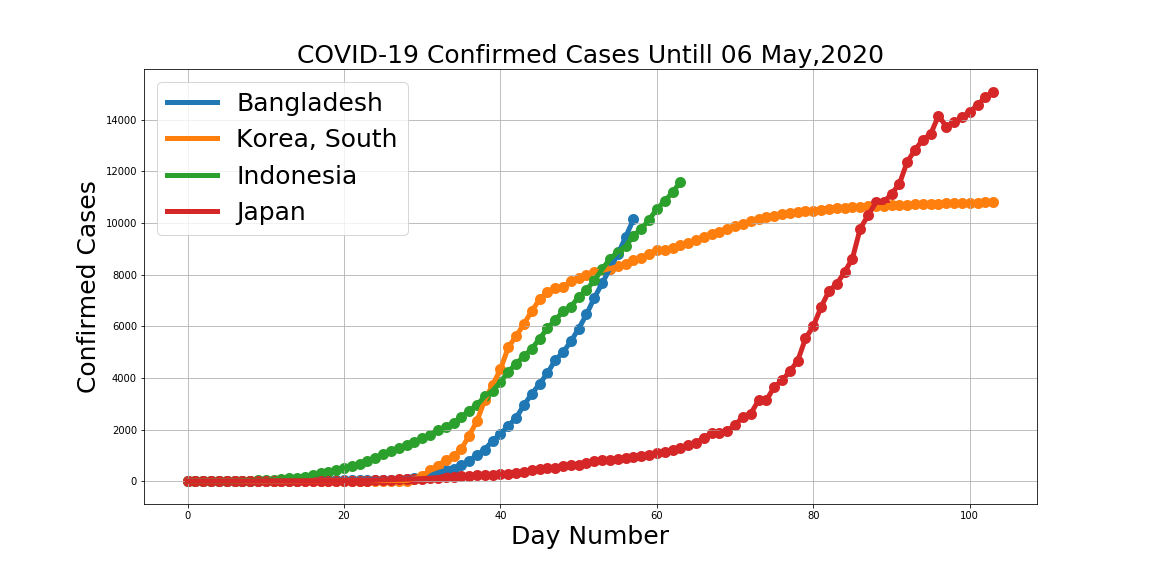 COVID-19 Confirmed Cases Untill 06 May,2020
Bangladesh
Korea, South
Indonesia
Japan
Confirmed Cases
14000
12000
10000
8000
6000
4000
2000
0
0 20 40 60 80 100
Day Number